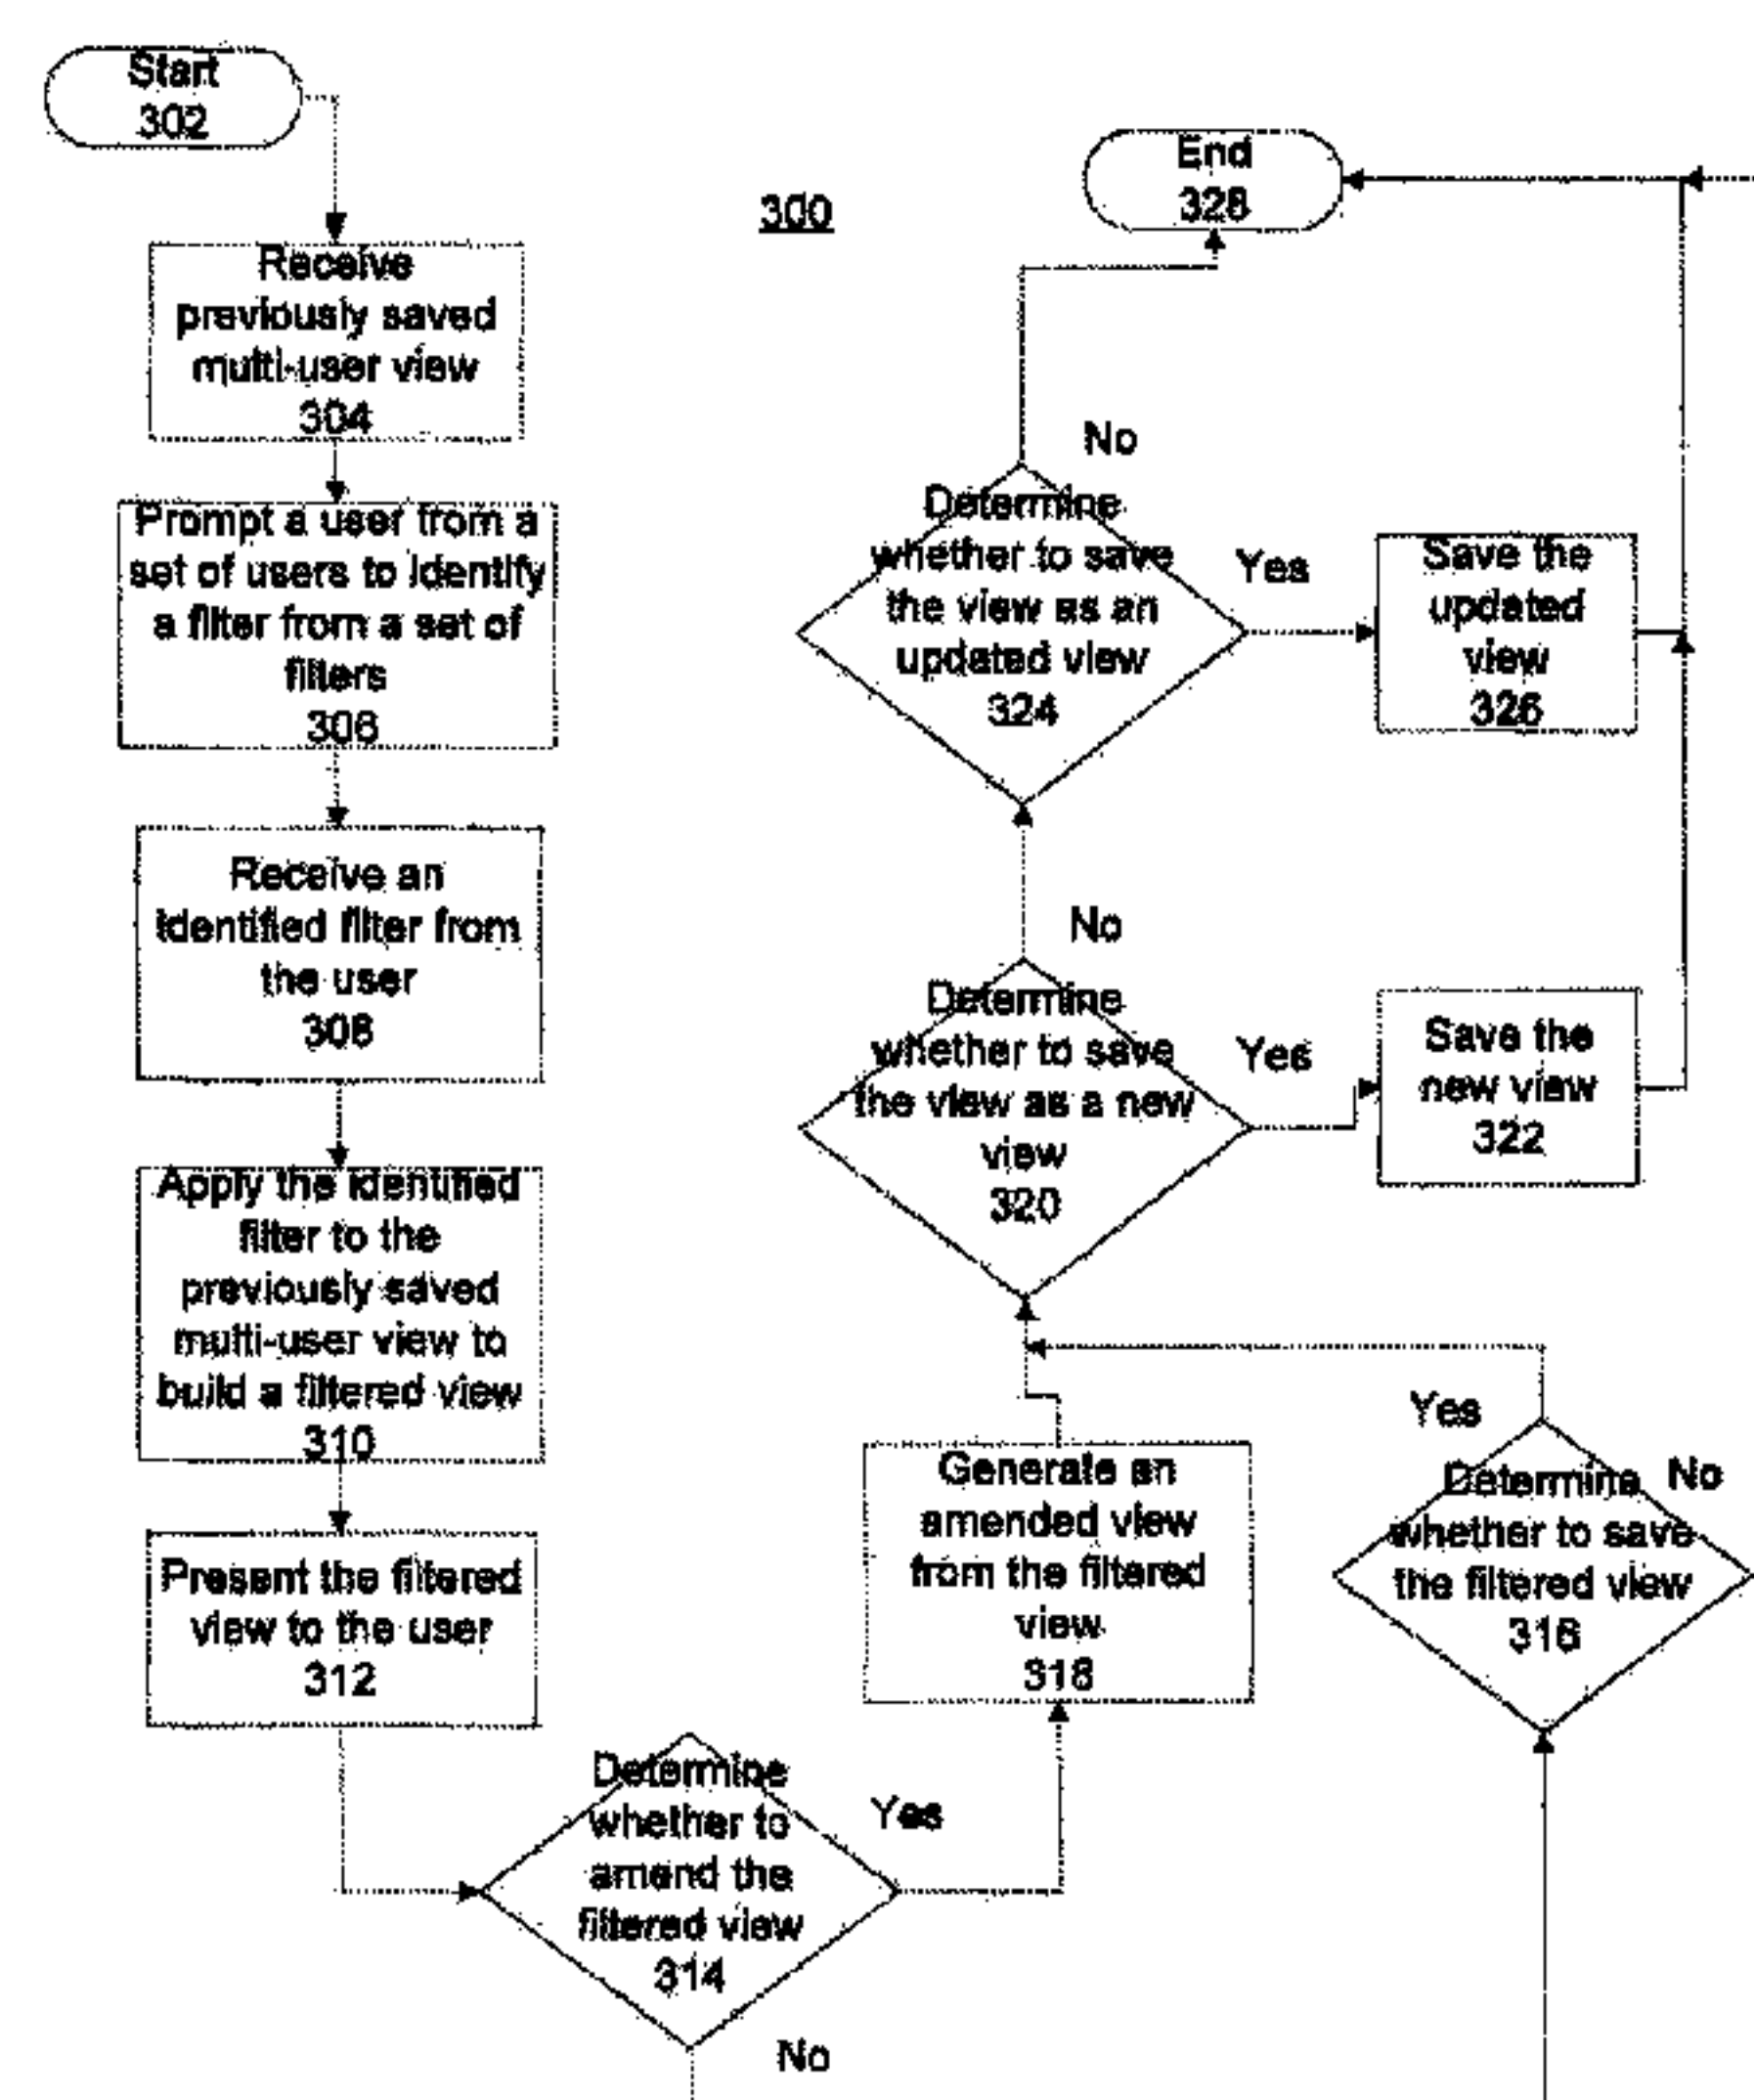 Start
302
Receive
previously saved
multi-user view
304
Prompt a user from a
set of users to identify
a filter from a set of
filters
306
Receive an
identified filter from
the user
308
Apply the identified
filter to the
previously saved
multi-user view to
build a filtered view
310
Present the filtered
view to the user
312
Determine
whether to
amend the
filtered view
314
Yes
No
300
End
328
No
Determine
whether to save
the view as an
updated view
324
Yes
Save the
updated
view
326
No
Determine
whether to save
the view as a new
view
320
Yes
Save the
new view
322
Generate an
amended view
from the filtered
view
318
Yes
No
Determine
whether to save
the filtered view
316